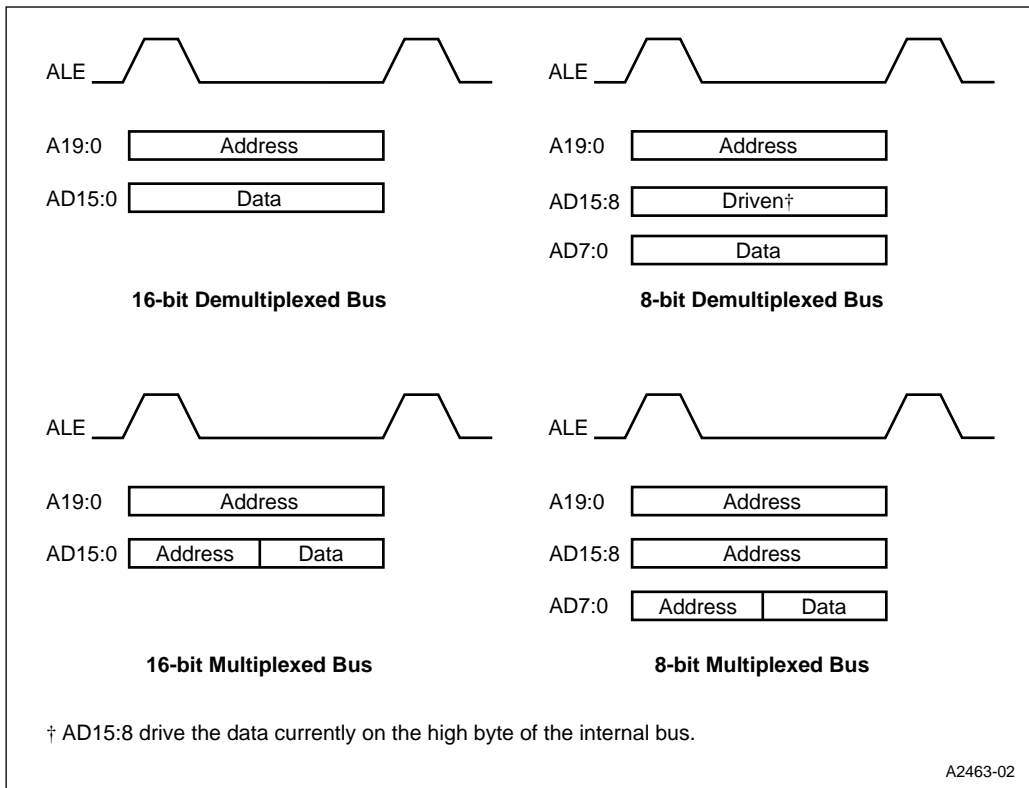 ALE
A19:0 Address
AD15:0 Data
16-bit Demultiplexed Bus
ALE
A19:0 Address
AD15:8 Driven†
AD7:0 Data
8-bit Demultiplexed Bus
ALE
A19:0 Address
AD15:0 Address Data
16-bit Multiplexed Bus
ALE
A19:0 Address
AD15:8 Address
AD7:0 Address Data
8-bit Multiplexed Bus
† AD15:8 drive the data currently on the high byte of the internal bus.
A2463-02